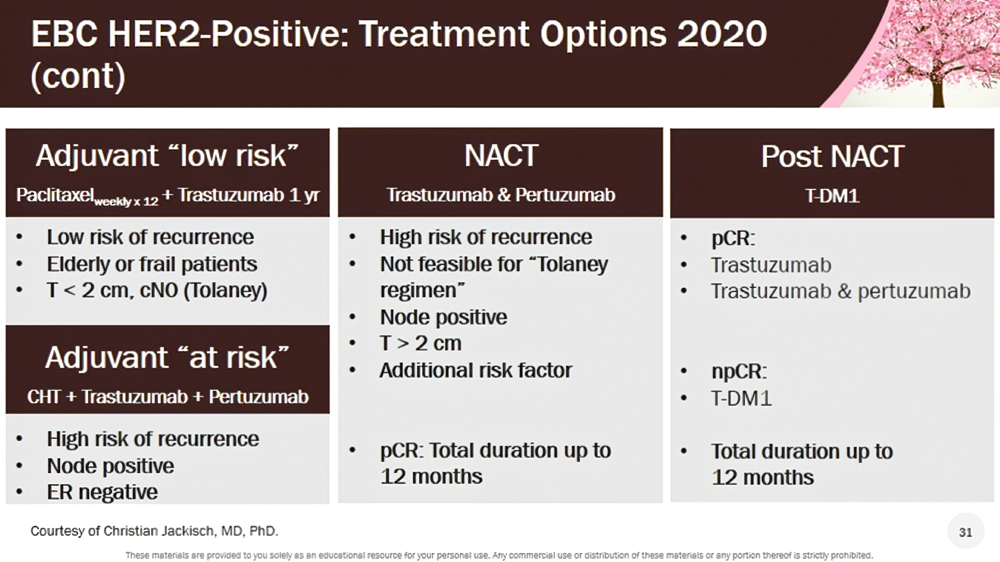 EBC HER2-Positive: Treatment Options 2020
(cont)
Adjuvant “low risk”
Paclitaxel weekly x 12 + Trastuzumab 1 yr
• Low risk of recurrence
• Elderly or frail patients
• T < 2 cm, cN0 (Tolaney)
Adjuvant “at risk”
CHT + Trastuzumab + Pertuzumab
• High risk of recurrence
• Node positive
• ER negative
NACT
Trastuzumab & Pertuzumab
• High risk of recurrence
• Not feasible for “Tolaney
regimen”
• Node positive
• T > 2 cm
• Additional risk factor
• pCR: Total duration up to
12 months
Post NACT
T-DM1
• pCR:
• Trastuzumab
• Trastuzumab & pertuzumab
• npCR:
• T-DM1
• Total duration up to
12 months
Courtesy of Christian Jackisch, MD, PhD.
31
These materials are provided to you solely as an educational resource for your personal use. Any commercial use or distribution of these materials or any portion thereof is strictly prohibited.